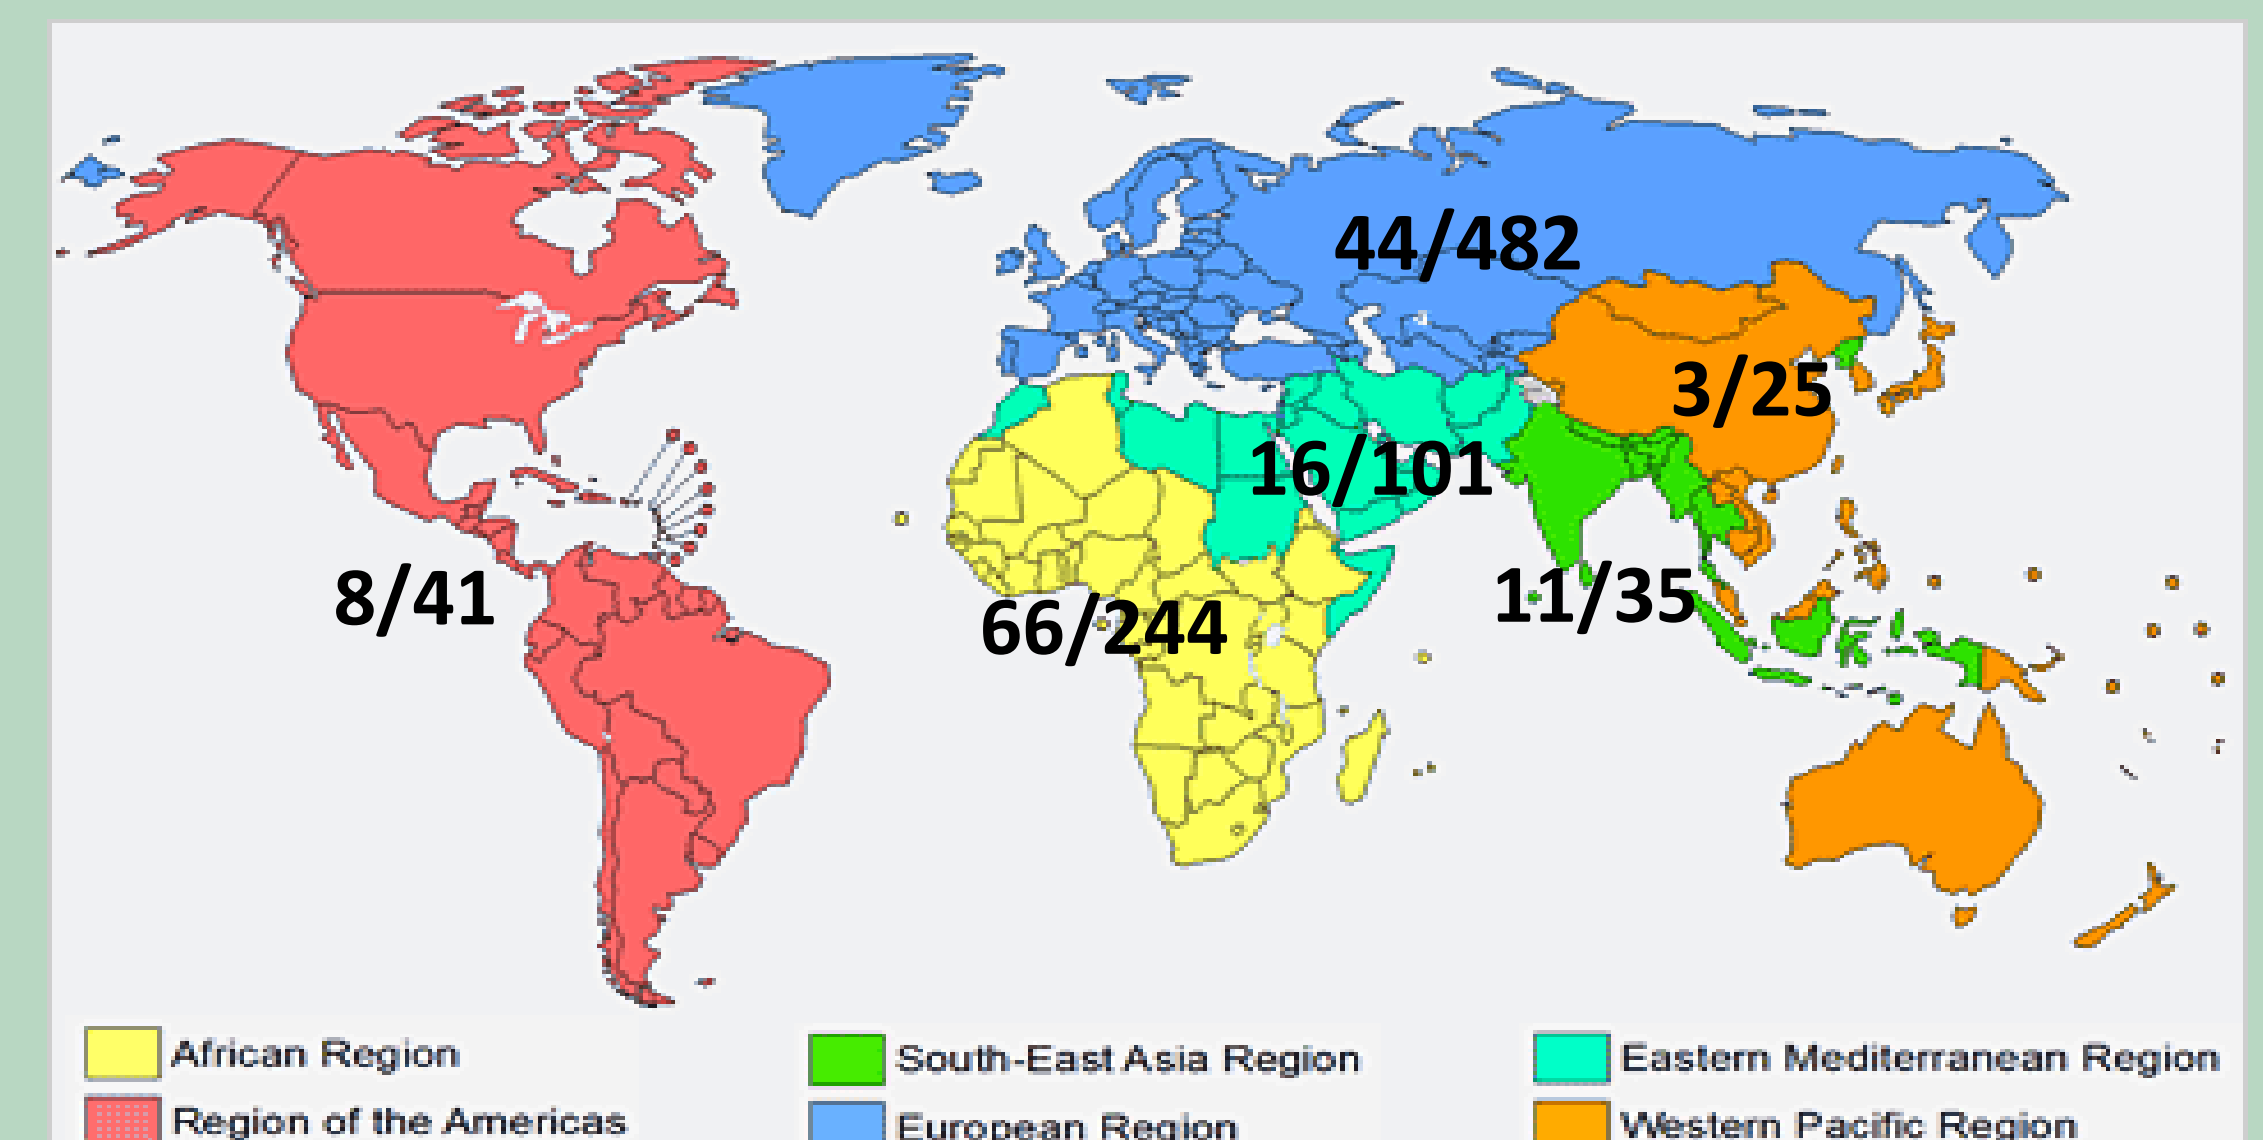 44/482
3/25
16/101
8/41
66/244
11/35
African Region
South-East Asia Region
Eastern Mediterranean Region
Region of the Americas
European Region
Western Pacific Region